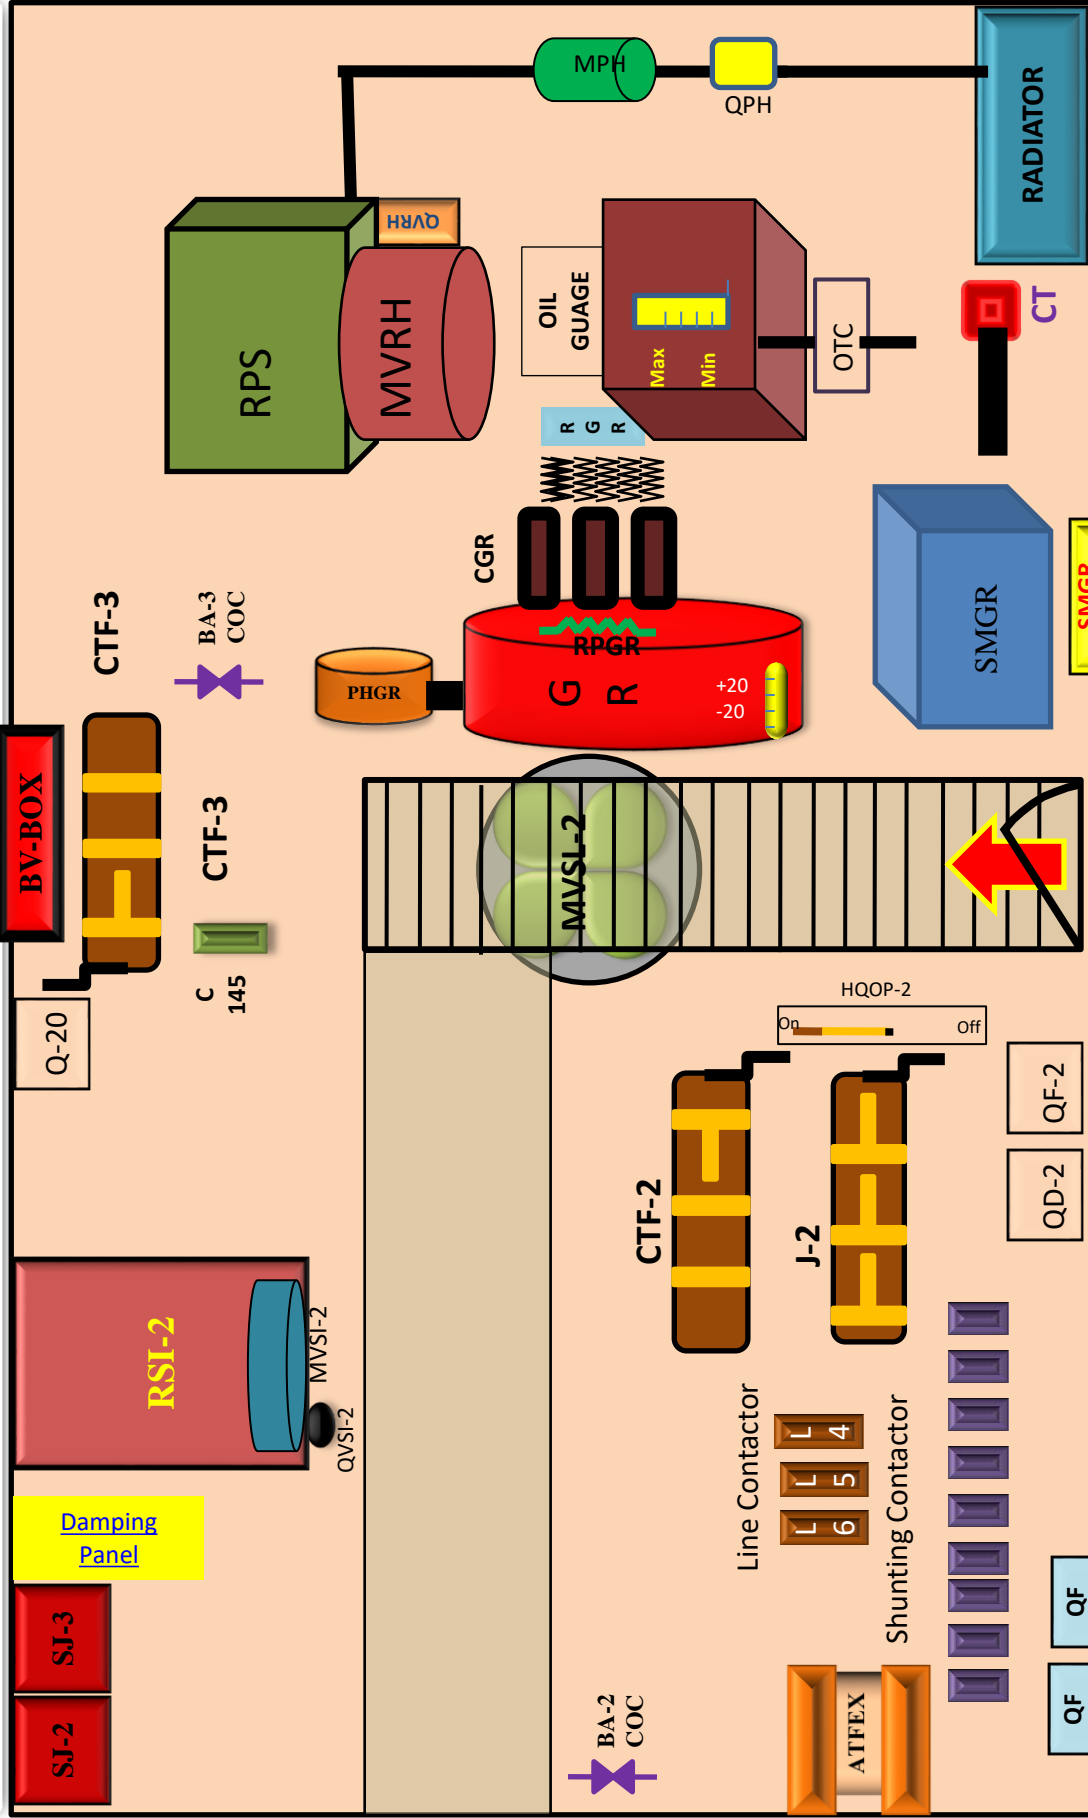 MPH
QPH
RADIATOR
QVRH
RPS
MVRH
OIL
GUAGE
Max
Min
OTC
CT
R
G
R
CGR
RPGR
G
R
+20
-20
PHGR
SMGR
SMGR
CTF-3
BA-3
COC
BV-BOX
CTF-3
C
145
Q-20
MVSL-2
HQOP-2
On
Off
QF-2
QD-2
CTF-2
J-2
RSI-2
MVSI-2
QVSI-2
Damping
Panel
SJ-3
SJ-2
Line Contactor
L
4
L
5
L
6
Shunting Contactor
BA-2
COC
ATFEX
QF
QF